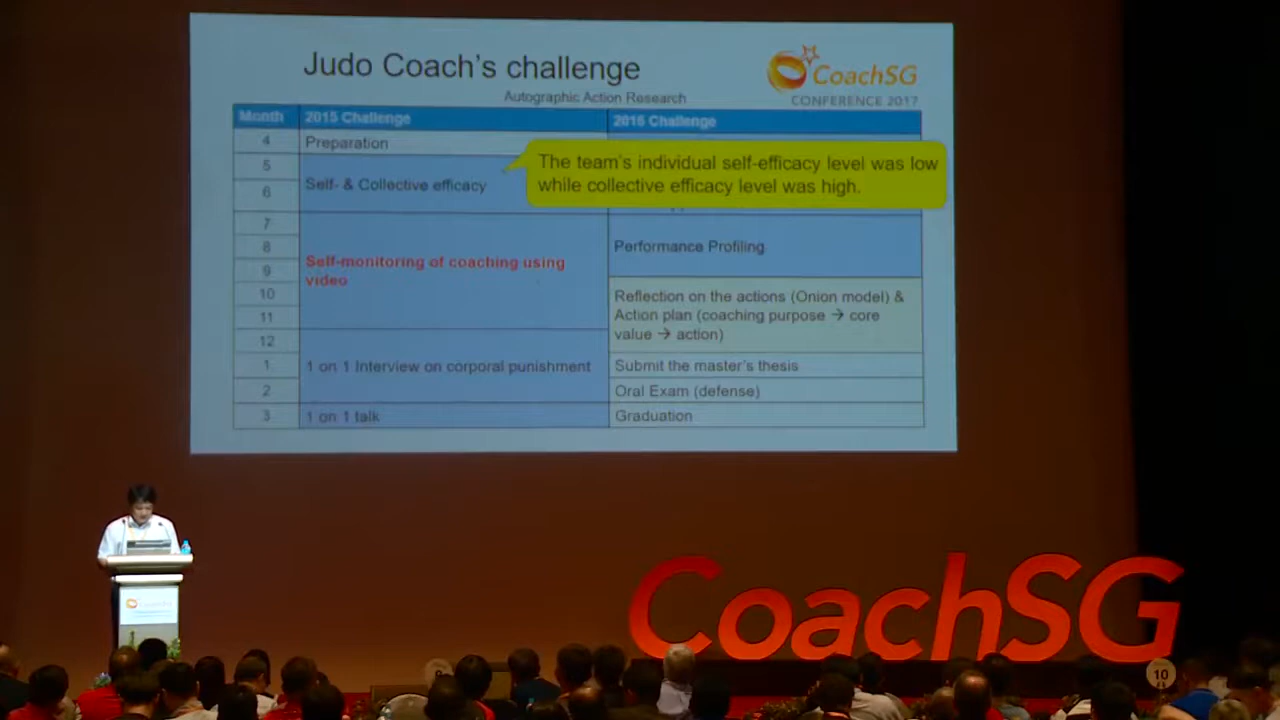 Judo Coach's challenge
CoachSG
CONFERENCE 2017
Autographic Action Research
Month 2015 Challenge 2016 Challenge
4 Preparation
The team's individual self-efficacy level was low
while collective efficacy level was high.
5
Self- & Collective efficacy
6
7
8 Performance Profiling
Self-monitoring of coaching using
video
9
10 Reflection on the actions (Onion model) &
11 Action plan (coaching purpose → core
12 value → action)
1 1 on 1 Interview on corporal punishment Submit the master's thesis
2 Oral Exam (defense)
3 1 on 1 talk Graduation
CoachSG
10